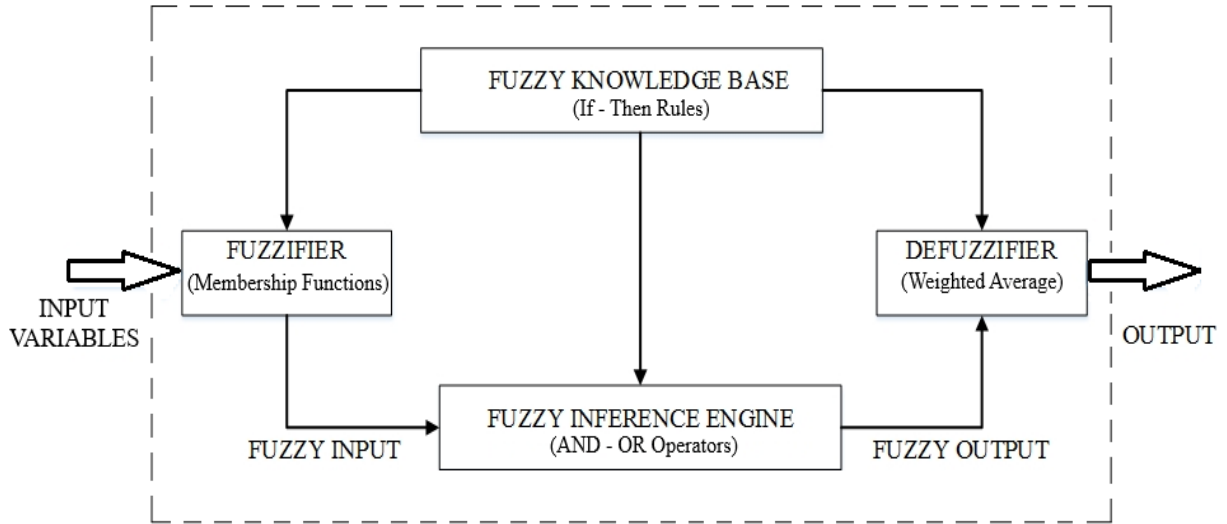 FUZZY KNOWLEDGE BASE
(If - Then Rules)
FUZZIFIER
(Membership Functions)
DEFUZZIFIER
(Weighted Average)
INPUT
VARIABLES
OUTPUT
FUZZY INFERENCE ENGINE
(AND - OR Operators)
FUZZY INPUT
FUZZY OUTPUT